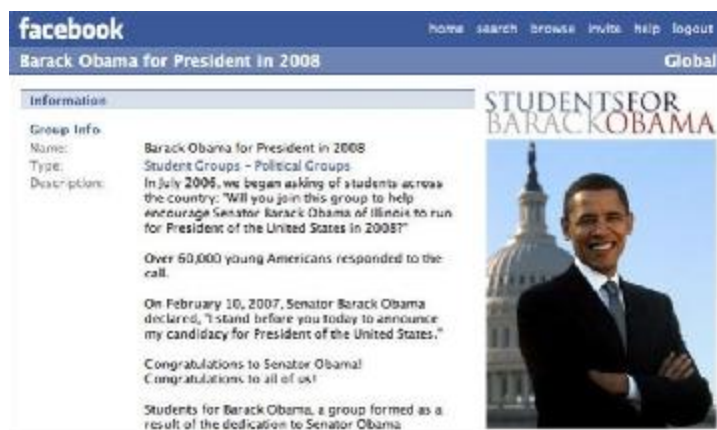 facebook
home search browse invite help logout
Barack Obama for President in 2008
Global
Information
Group Info
Name: Barack Obama for President in 2008
Type: Student Groups - Political Groups
Description: In July 2006, we began asking of students across
the country: "Will you join this group to help
encourage Senator Barack Obama of Illinois to run
for President of the United States in 2008?"
Over 60,000 young Americans responded to the
call.
On February 10, 2007, Senator Barack Obama
declared, "I stand before you today to announce
my candidacy for President of the United States."
Congratulations to Senator Obama!
Congratulations to all of us!
Students for Barack Obama, a group formed as a
result of the dedication to Senator Obama
STUDENTSFOR
BARACKOBAMA